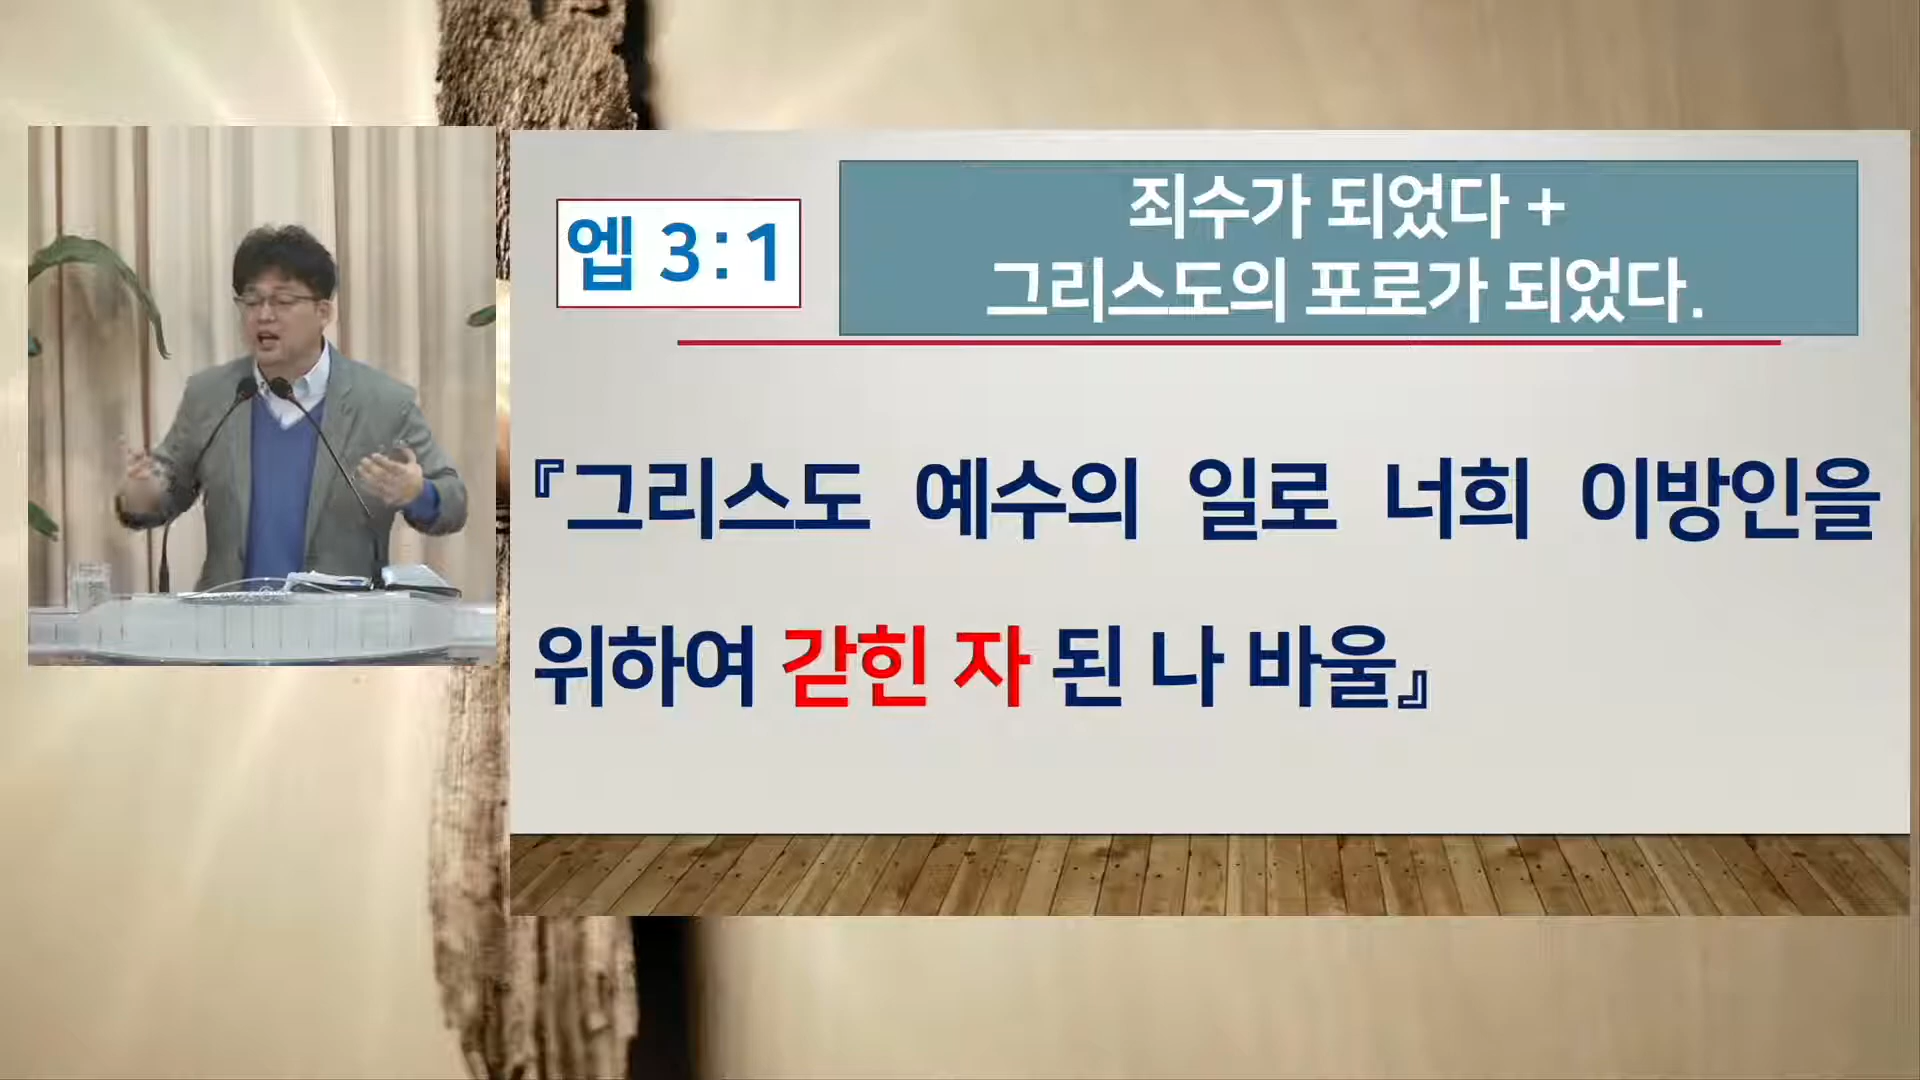 엡 3:1
죄수가 되었다 +
그리스도의 포로가 되었다.
『그리스도 예수의 일로 너희 이방인을
위하여 갇힌 자 된 나 바울』